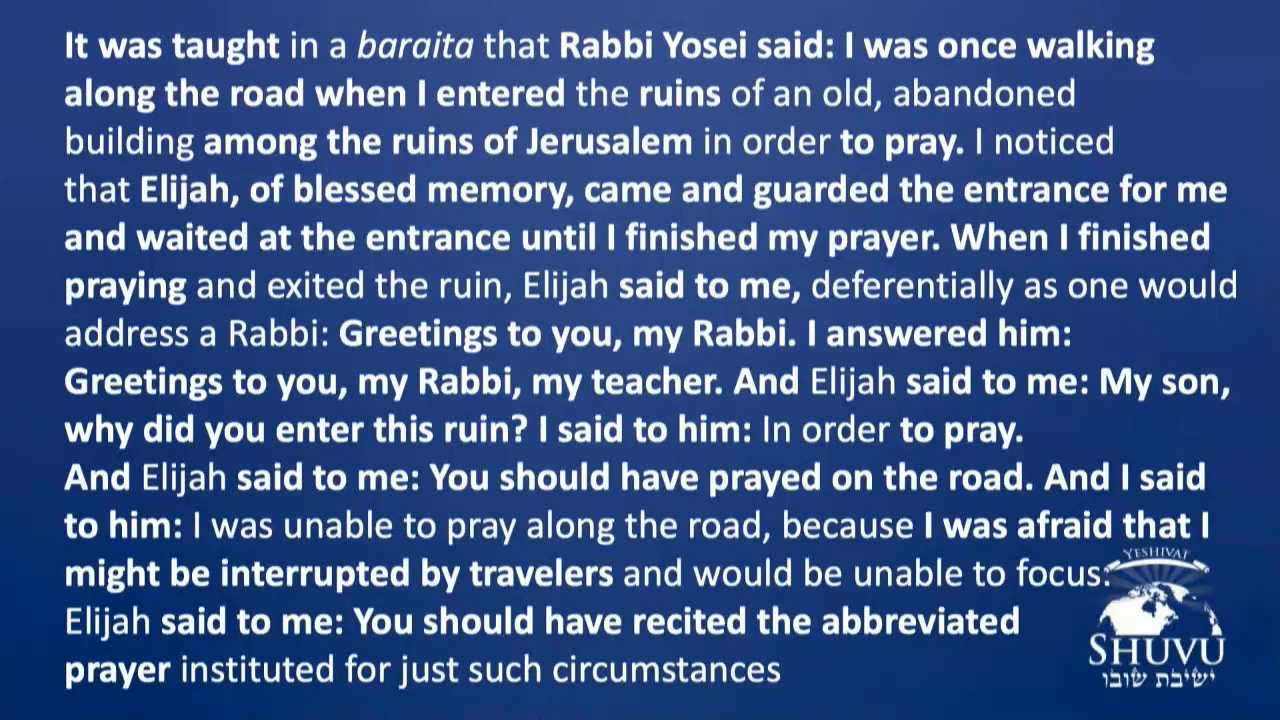 It was taught in a baraita that Rabbi Yosei said: I was once walking
along the road when I entered the ruins of an old, abandoned
building among the ruins of Jerusalem in order to pray. I noticed
that Elijah, of blessed memory, came and guarded the entrance for me
and waited at the entrance until I finished my prayer. When I finished
praying and exited the ruin, Elijah said to me, deferentially as one would
address a Rabbi: Greetings to you, my Rabbi. I answered him:
Greetings to you, my Rabbi, my teacher. And Elijah said to me: My son,
why did you enter this ruin? I said to him: In order to pray.
And Elijah said to me: You should have prayed on the road. And I said
to him: I was unable to pray along the road, because I was afraid that I
might be interrupted by travelers and would be unable to focus.
Elijah said to me: You should have recited the abbreviated
prayer instituted for just such circumstances
YESHIVAT
SHUVU
ישיבת שובו